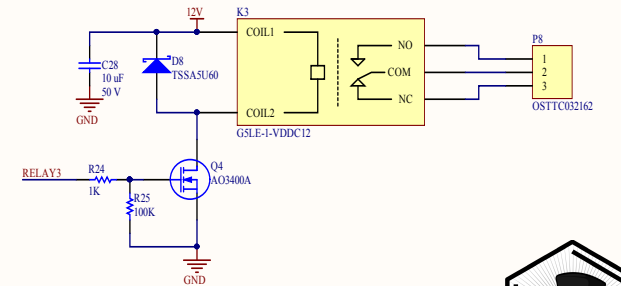 12V
K3
C28
10 uF
50 V
GND
D8
TSSA5U60
COIL1
COIL2
NO
COM
NC
G5LE-1-VDDC12
P8
1
2
3
OSTTC032162
RELAY3
R24
1K
R25
100K
Q4
AO3400A
GND